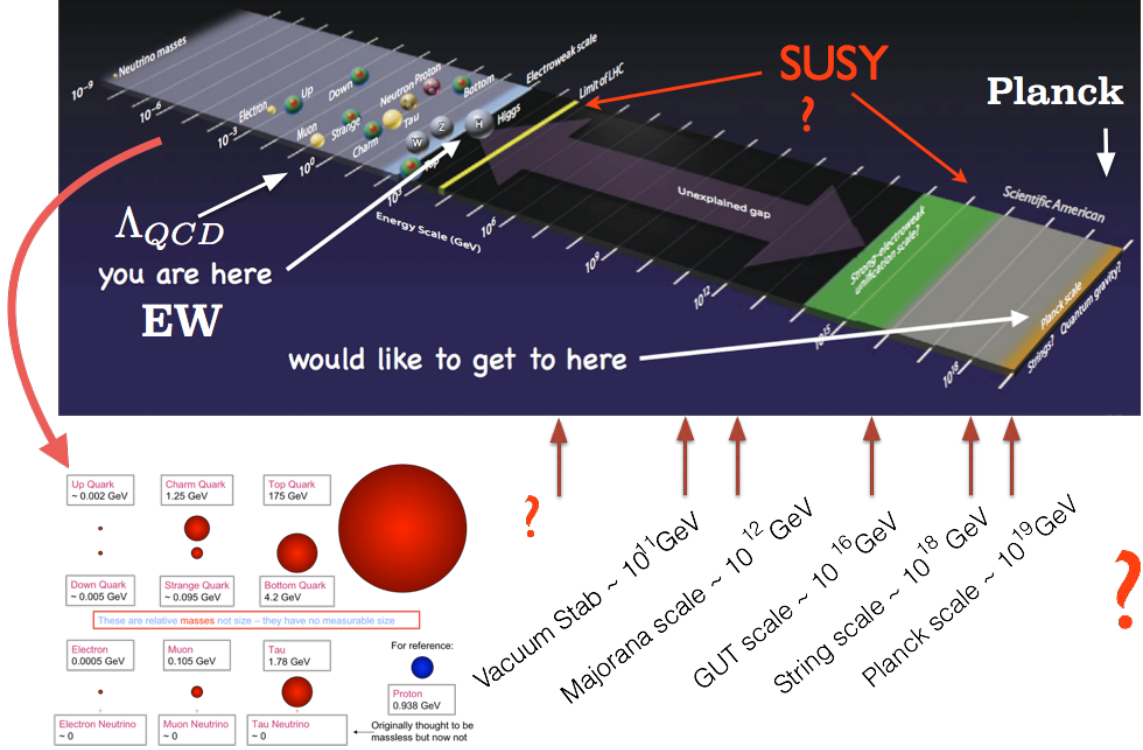 SUSY
?
Planck
Neutrino masses
Electroweak scale
Limit of LHC
Electron
Up
Down
Neutron
Proton
Bottom
Muon
Strange
Charm
Tau
W
Z
H
Higgs
Top
10⁻⁹
10⁻⁶
10⁻³
10⁰
10³
10⁶
10⁹
10¹²
10¹⁵
10¹⁸
Energy Scale (GeV)
Unexplained gap
Strong-electroweak
unification scale?
Scientific American
Planck scale
Strings? Quantum gravity?
Λ_QCD
you are here
EW
would like to get to here
?
Vacuum Stab ~ 10¹¹GeV
Majorana scale ~ 10¹² GeV
GUT scale ~ 10¹⁶GeV
String scale ~ 10¹⁸ GeV
Planck scale ~ 10¹⁹GeV
?
Up Quark
~ 0.002 GeV
Charm Quark
1.25 GeV
Top Quark
175 GeV
Down Quark
~ 0.005 GeV
Strange Quark
~ 0.095 GeV
Bottom Quark
4.2 GeV
These are relative masses not size – they have no measurable size
Electron
0.0005 GeV
Muon
0.105 GeV
Tau
1.78 GeV
For reference:
Proton
0.938 GeV
Electron Neutrino
~ 0
Muon Neutrino
~ 0
Tau Neutrino
~ 0
Originally thought to be
massless but now not